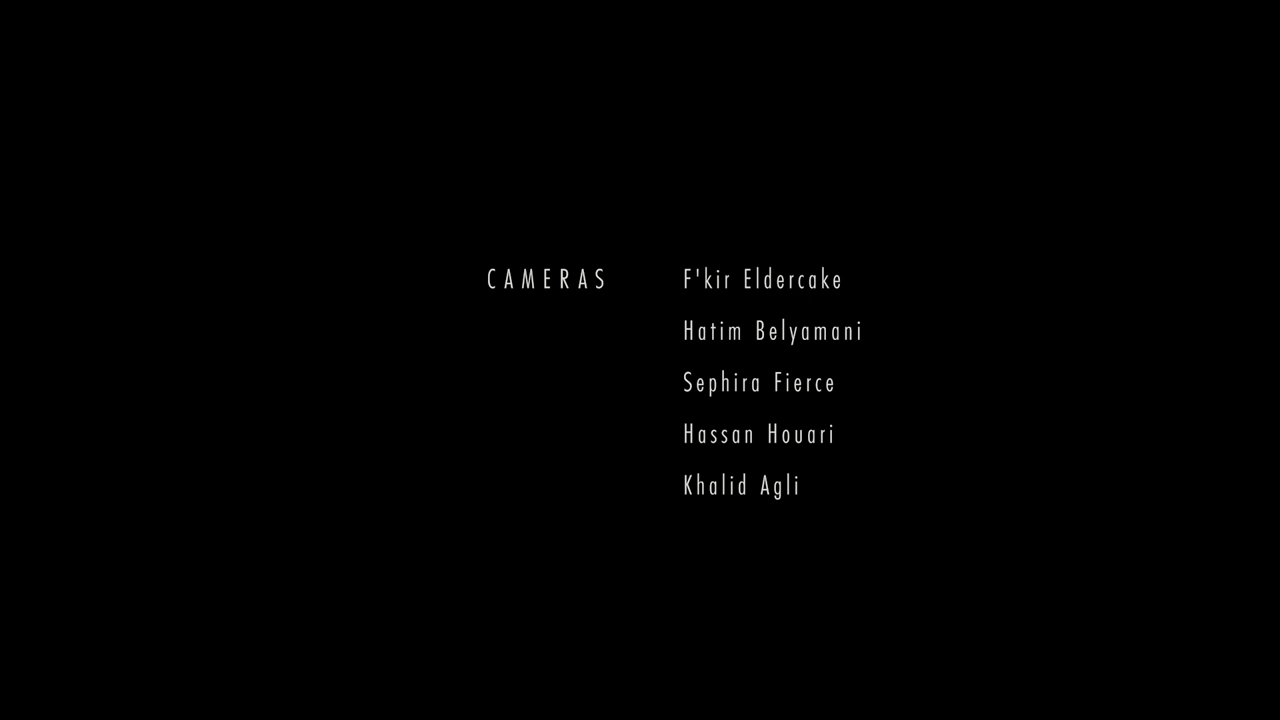 CAMERAS F'kir Eldercake
Hatim Belyamani
Sephira Fierce
Hassan Houari
Khalid Agli